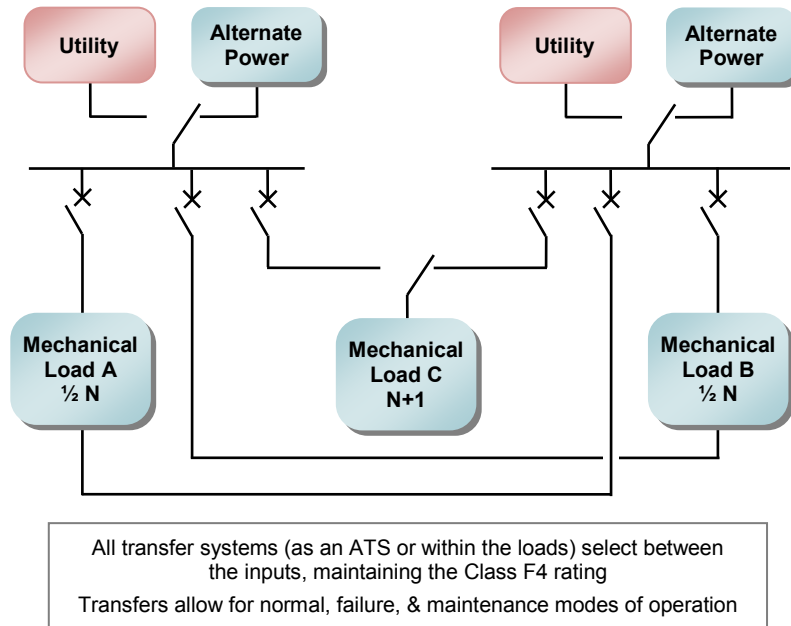 Utility
Alternate
Power
Utility
Alternate
Power
Mechanical
Load A
½ N
Mechanical
Load C
N+1
Mechanical
Load B
½ N
All transfer systems (as an ATS or within the loads) select between
the inputs, maintaining the Class F4 rating
Transfers allow for normal, failure, & maintenance modes of operation